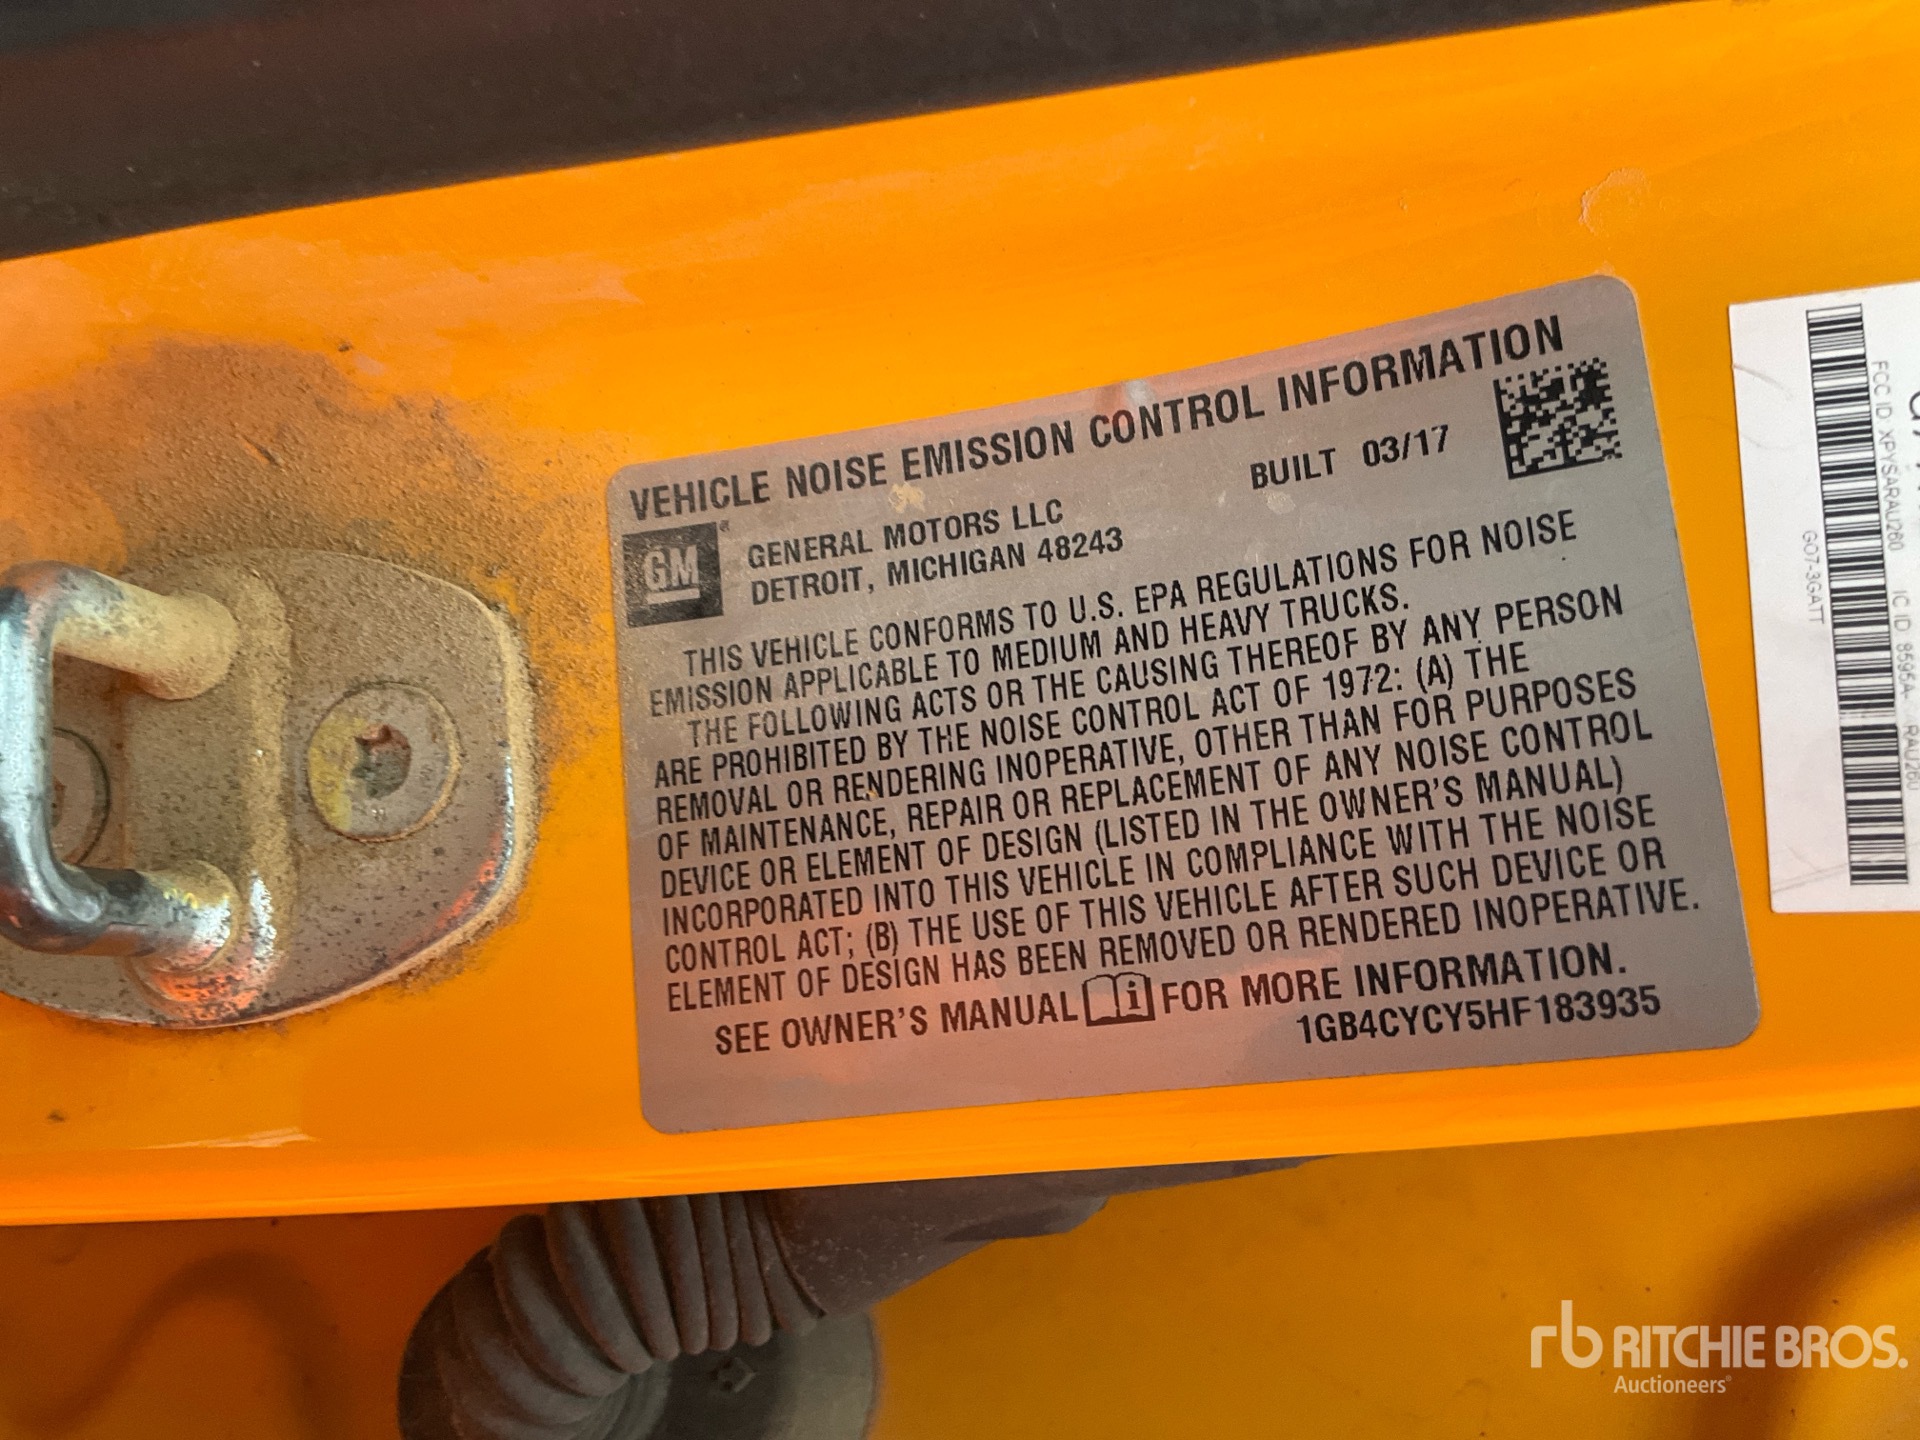 VEHICLE NOISE EMISSION CONTROL INFORMATION
BUILT 03/17
GM®
GENERAL MOTORS LLC
DETROIT, MICHIGAN 48243
THIS VEHICLE CONFORMS TO U.S. EPA REGULATIONS FOR NOISE
EMISSION APPLICABLE TO MEDIUM AND HEAVY TRUCKS.
THE FOLLOWING ACTS OR THE CAUSING THEREOF BY ANY PERSON
ARE PROHIBITED BY THE NOISE CONTROL ACT OF 1972: (A) THE
REMOVAL OR RENDERING INOPERATIVE, OTHER THAN FOR PURPOSES
OF MAINTENANCE, REPAIR OR REPLACEMENT OF ANY NOISE CONTROL
DEVICE OR ELEMENT OF DESIGN (LISTED IN THE OWNER'S MANUAL)
INCORPORATED INTO THIS VEHICLE IN COMPLIANCE WITH THE NOISE
CONTROL ACT; (B) THE USE OF THIS VEHICLE AFTER SUCH DEVICE OR
ELEMENT OF DESIGN HAS BEEN REMOVED OR RENDERED INOPERATIVE.
SEE OWNER'S MANUAL i FOR MORE INFORMATION.
1GB4CYCY5HF183935
FCC ID XPYSARAU260 IC ID 8595A- RAU260
GO7-3GATT
rb RITCHIE BROS.
Auctioneers®